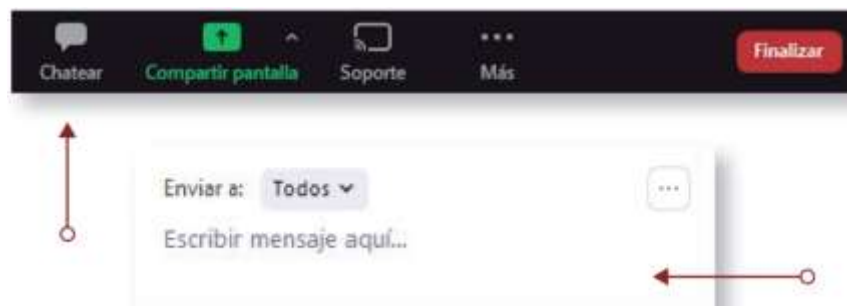 Chatear Compartir pantalla Soporte Más Finalizar
Enviar a: Todos
Escribir mensaje aquí...